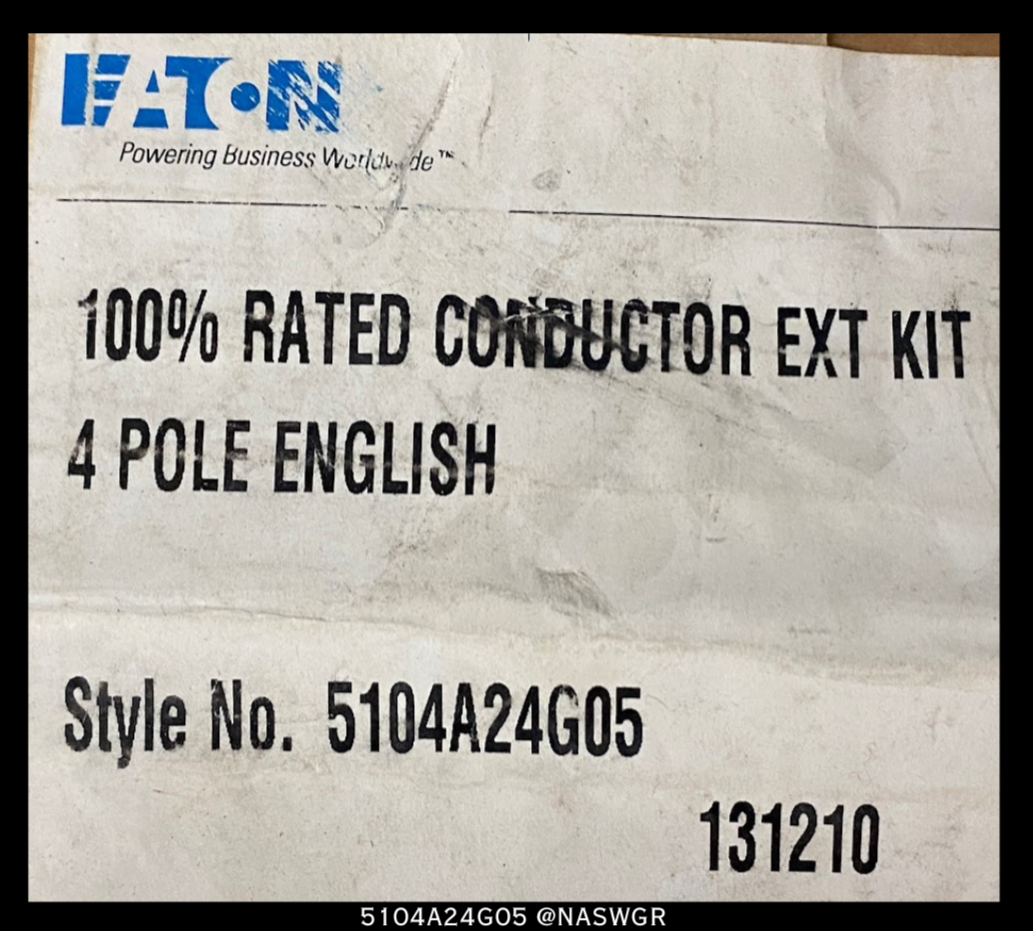 EATON
Powering Business Worldwide™
100% RATED CONDUCTOR EXT KIT
4 POLE ENGLISH
Style No. 5104A24G05
131210
5104A24G05 @NASWGR